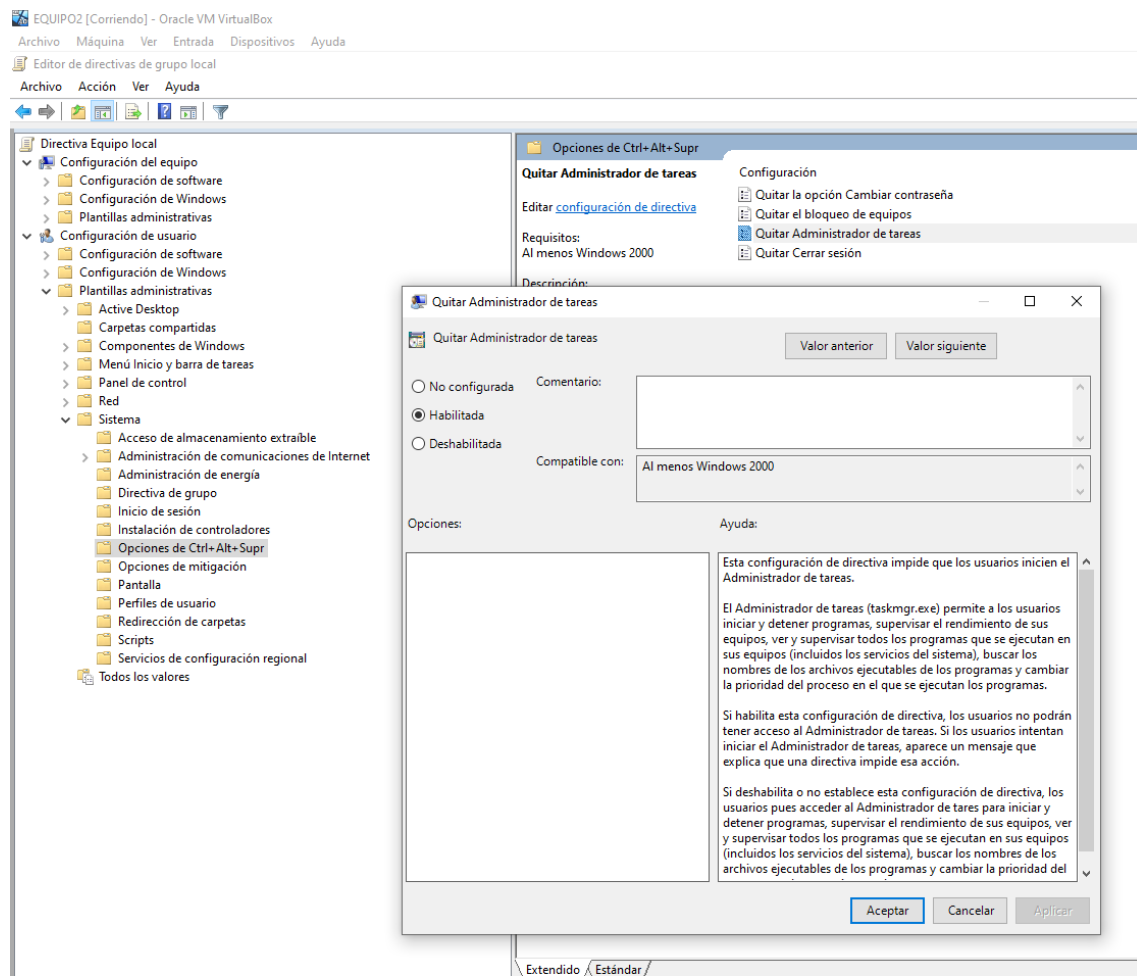 EQUIPO2 [Corriendo] - Oracle VM VirtualBox
Archivo Máquina Ver Entrada Dispositivos Ayuda
Editor de directivas de grupo local
Archivo Acción Ver Ayuda
Directiva Equipo local
Configuración del equipo
Configuración de software
Configuración de Windows
Plantillas administrativas
Configuración de usuario
Configuración de software
Configuración de Windows
Plantillas administrativas
Active Desktop
Carpetas compartidas
Componentes de Windows
Menú Inicio y barra de tareas
Panel de control
Red
Sistema
Acceso de almacenamiento extraíble
Administración de comunicaciones de Internet
Administración de energía
Directiva de grupo
Inicio de sesión
Instalación de controladores
Opciones de Ctrl+Alt+Supr
Opciones de mitigación
Pantalla
Perfiles de usuario
Redirección de carpetas
Scripts
Servicios de configuración regional
Todos los valores
Opciones de Ctrl+Alt+Supr
Quitar Administrador de tareas
Editar configuración de directiva
Requisitos:
Al menos Windows 2000
Descripción:
Configuración
Quitar la opción Cambiar contraseña
Quitar el bloqueo de equipos
Quitar Administrador de tareas
Quitar Cerrar sesión
Quitar Administrador de tareas
Quitar Administrador de tareas
Valor anterior
Valor siguiente
No configurada
Habilitada
Deshabilitada
Comentario:
Compatible con:
Al menos Windows 2000
Opciones:
Ayuda:
Esta configuración de directiva impide que los usuarios inicien el
Administrador de tareas.
El Administrador de tareas (taskmgr.exe) permite a los usuarios
iniciar y detener programas, supervisar el rendimiento de sus
equipos, ver y supervisar todos los programas que se ejecutan en
sus equipos (incluidos los servicios del sistema), buscar los
nombres de los archivos ejecutables de los programas y cambiar
la prioridad del proceso en el que se ejecutan los programas.
Si habilita esta configuración de directiva, los usuarios no podrán
tener acceso al Administrador de tareas. Si los usuarios intentan
iniciar el Administrador de tareas, aparece un mensaje que
explica que una directiva impide esa acción.
Si deshabilita o no establece esta configuración de directiva, los
usuarios pues acceder al Administrador de tares para iniciar y
detener programas, supervisar el rendimiento de sus equipos, ver
y supervisar todos los programas que se ejecutan en sus equipos
(incluidos los servicios del sistema), buscar los nombres de los
archivos ejecutables de los programas y cambiar la prioridad del
Aceptar
Cancelar
Aplicar
Extendido
Estándar